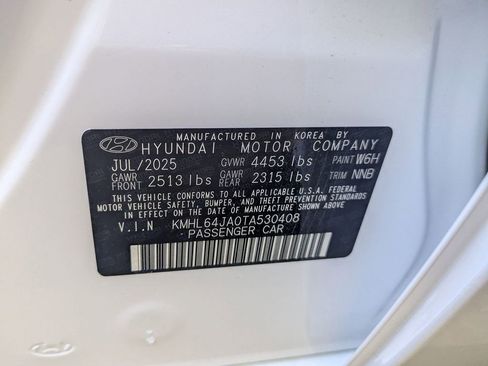 MANUFACTURED IN KOREA BY
HYUNDAI MOTOR COMPANY
JUL/2025 GVWR 4453 lbs PAINT W6H
GAWR FRONT 2513 lbs GAWR REAR 2315 lbs TRIM NNB
THIS VEHICLE CONFORMS TO ALL APPLICABLE U.S.A. FEDERAL
MOTOR VEHICLE SAFETY, BUMPER, AND THEFT PREVENTION STANDARDS
IN EFFECT ON THE DATE OF MANUFACTURE SHOWN ABOVE.
V.I.N KMHL64JA0TA530408
PASSENGER CAR